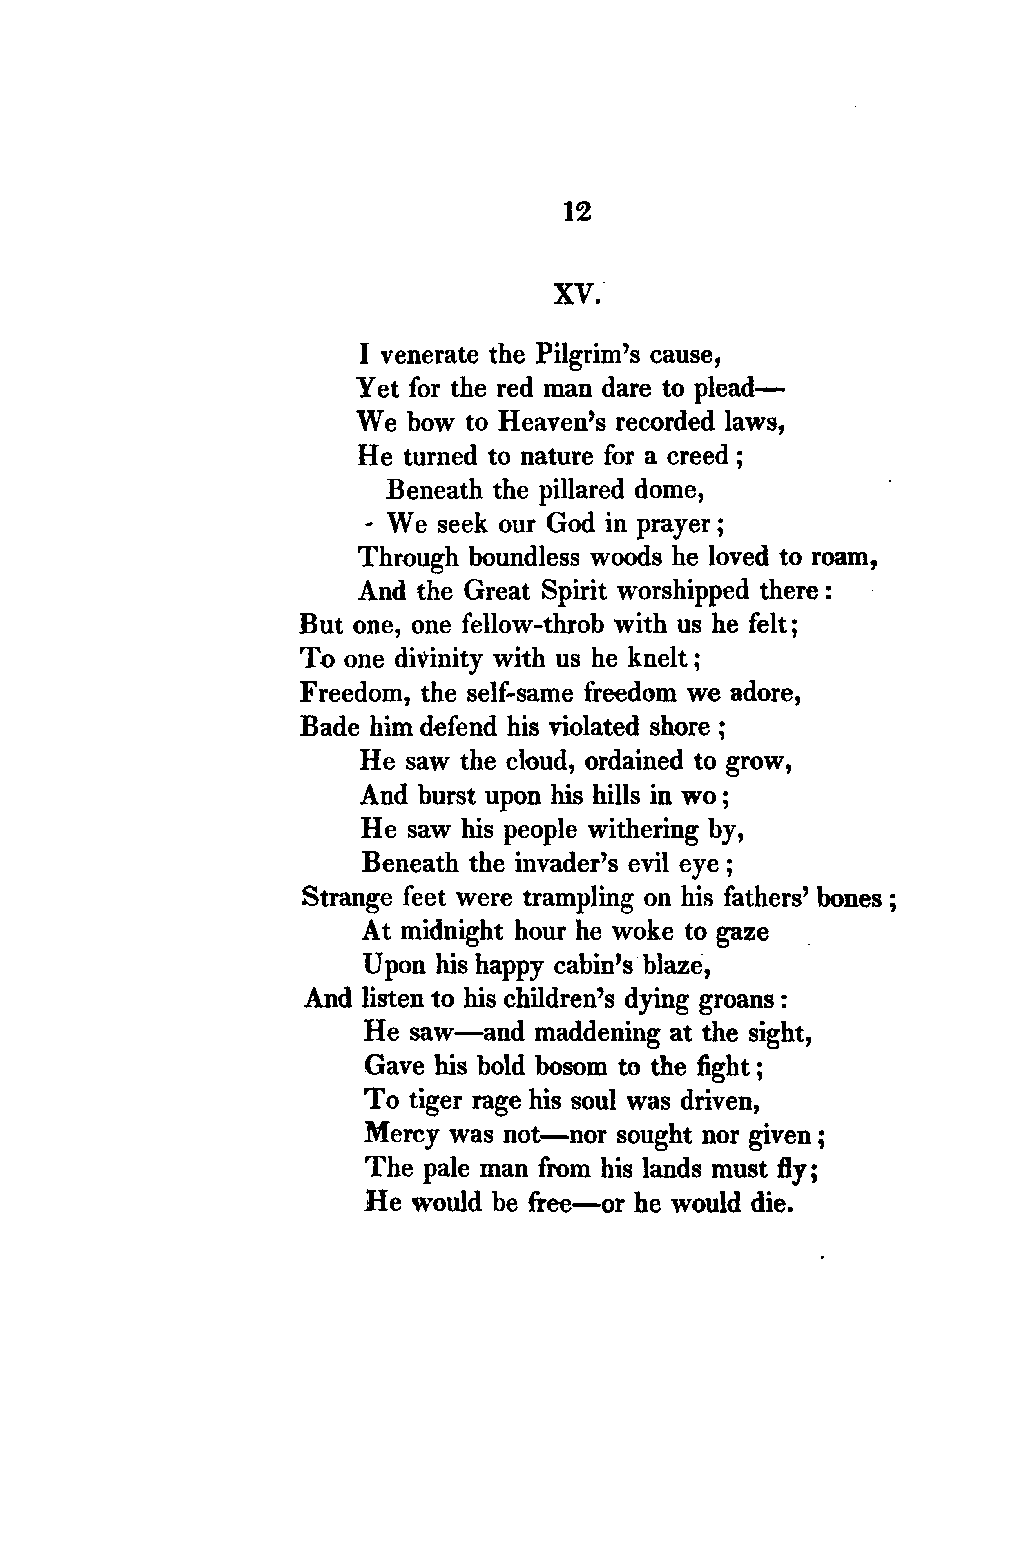 12
XV.
I venerate the Pilgrim's cause,
Yet for the red man dare to plead—
We bow to Heaven's recorded laws,
He turned to nature for a creed ;
Beneath the pillared dome,
- We seek our God in prayer ;
Through boundless woods he loved to roam,
And the Great Spirit worshipped there :
But one, one fellow-throb with us he felt ;
To one divinity with us he knelt ;
Freedom, the self-same freedom we adore,
Bade him defend his violated shore ;
He saw the cloud, ordained to grow,
And burst upon his hills in wo ;
He saw his people withering by,
Beneath the invader's evil eye ;
Strange feet were trampling on his fathers' bones ;
At midnight hour he woke to gaze
Upon his happy cabin's blaze,
And listen to his children's dying groans :
He saw—and maddening at the sight,
Gave his bold bosom to the fight ;
To tiger rage his soul was driven,
Mercy was not—nor sought nor given ;
The pale man from his lands must fly ;
He would be free—or he would die.